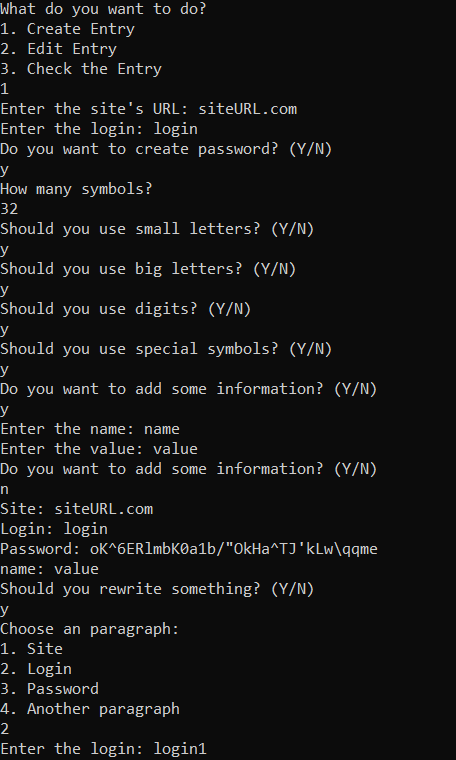 What do you want to do?
1. Create Entry
2. Edit Entry
3. Check the Entry
1
Enter the site's URL: siteURL.com
Enter the login: login
Do you want to create password? (Y/N)
y
How many symbols?
32
Should you use small letters? (Y/N)
y
Should you use big letters? (Y/N)
y
Should you use digits? (Y/N)
y
Should you use special symbols? (Y/N)
y
Do you want to add some information? (Y/N)
y
Enter the name: name
Enter the value: value
Do you want to add some information? (Y/N)
n
Site: siteURL.com
Login: login
Password: oK^6ERlmbK0a1b/"OkHa^TJ'kLw\qqme
name: value
Should you rewrite something? (Y/N)
y
Choose an paragraph:
1. Site
2. Login
3. Password
4. Another paragraph
2
Enter the login: login1